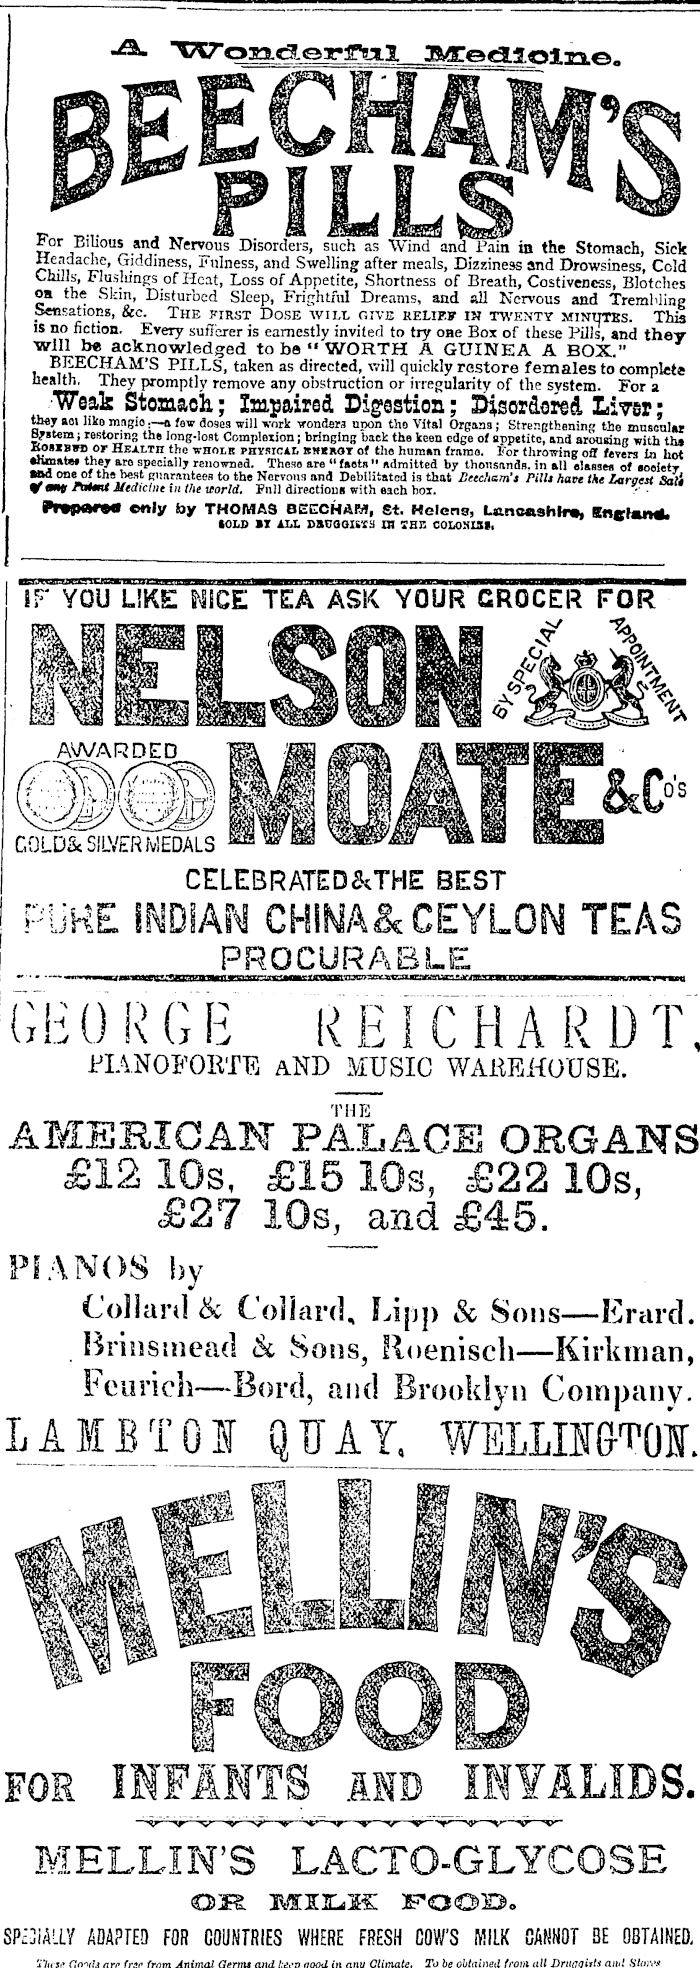 A Wonderful Medicine.
BEECHAM'S
PILLS
For Bilious and Nervous Disorders, such as Wind and Pain in the Stomach, Sick
Headache, Giddiness, Fulness, and Swelling after meals, Dizziness and Drowsiness, Cold
Chills, Flushings of Heat, Loss of Appetite, Shortness of Breath, Costiveness, Blotches
on the Skin, Disturbed Sleep, Frightful Dreams, and all Nervous and Trembling
Sensations, &c. THE FIRST DOSE WILL GIVE RELIEF IN TWENTY MINUTES. This
is no fiction. Every sufferer is earnestly invited to try one Box of these Pills, and they
will be acknowledged to be "WORTH A GUINEA A BOX."
BEECHAM'S PILLS, taken as directed, will quickly restore females to complete
health. They promptly remove any obstruction or irregularity of the system. For a
Weak Stomach; Impaired Digestion; Disordered Liver;
they act like magic:—a few doses will work wonders upon the Vital Organs; Strengthening the muscular
System; restoring the long-lost Complexion; bringing back the keen edge of appetite, and arousing with the
ROSEBUD OF HEALTH the WHOLE PHYSICAL ENERGY of the human frame. For throwing off fevers in hot
climates they are specially renowned. These are "facts" admitted by thousands, in all classes of society,
and one of the best guarantees to the Nervous and Debilitated is that Beecham's Pills have the Largest Sale
of any Patent Medicine in the world. Full directions with each box.
Prepared only by THOMAS BEECHAM, St. Helens, Lancashire, England.
SOLD BY ALL DRUGGISTS IN THE COLONIES.
IF YOU LIKE NICE TEA ASK YOUR GROCER FOR
NELSON
BY SPECIAL APPOINTMENT
AWARDED
GOLD & SILVER MEDALS
MOATE & Co's
CELEBRATED & THE BEST
PURE INDIAN CHINA & CEYLON TEAS
PROCURABLE
GEORGE REICHARDT,
PIANOFORTE AND MUSIC WAREHOUSE.
THE
AMERICAN PALACE ORGANS
£12 10s, £15 10s, £22 10s,
£27 10s, and £45.
PIANOS by
Collard & Collard, Lipp & Sons—Erard.
Brinsmead & Sons, Roenisch—Kirkman,
Feurich—Bord, and Brooklyn Company.
LAMBTON QUAY, WELLINGTON.
MELLIN'S
FOOD
FOR INFANTS AND INVALIDS.
MELLIN'S LACTO-GLYCOSE
OR MILK FOOD.
SPECIALLY ADAPTED FOR COUNTRIES WHERE FRESH COW'S MILK CANNOT BE OBTAINED.
These Goods are free from Animal Germs and keep good in any Climate. To be obtained from all Druggists and Stores